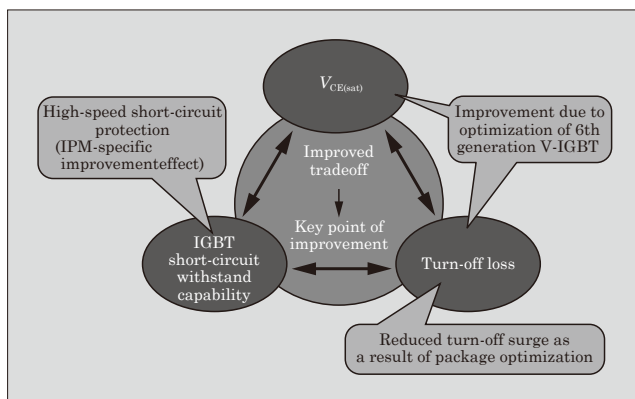 V_CE(sat)
High-speed short-circuit
protection
(IPM-specific
improvementeffect)
Improvement due to
optimization of 6th
generation V-IGBT
Improved
tradeoff
Key point of
improvement
IGBT
short-circuit
withstand
capability
Turn-off loss
Reduced turn-off surge as
a result of package optimization